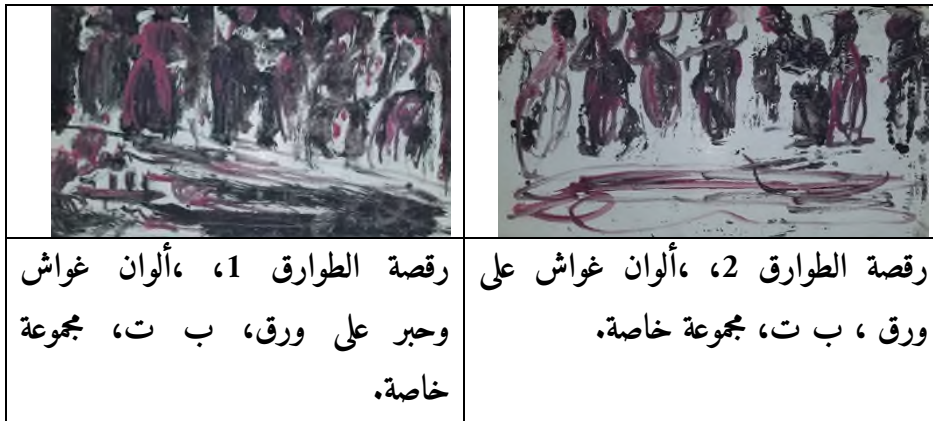 رقصة الطوارق 2، ،ألوان غواش على
ورق ، ب ت، مجموعة خاصة.
رقصة الطوارق 1، ،ألوان غواش
وحبر على ورق، ب ت، مجموعة
خاصة.